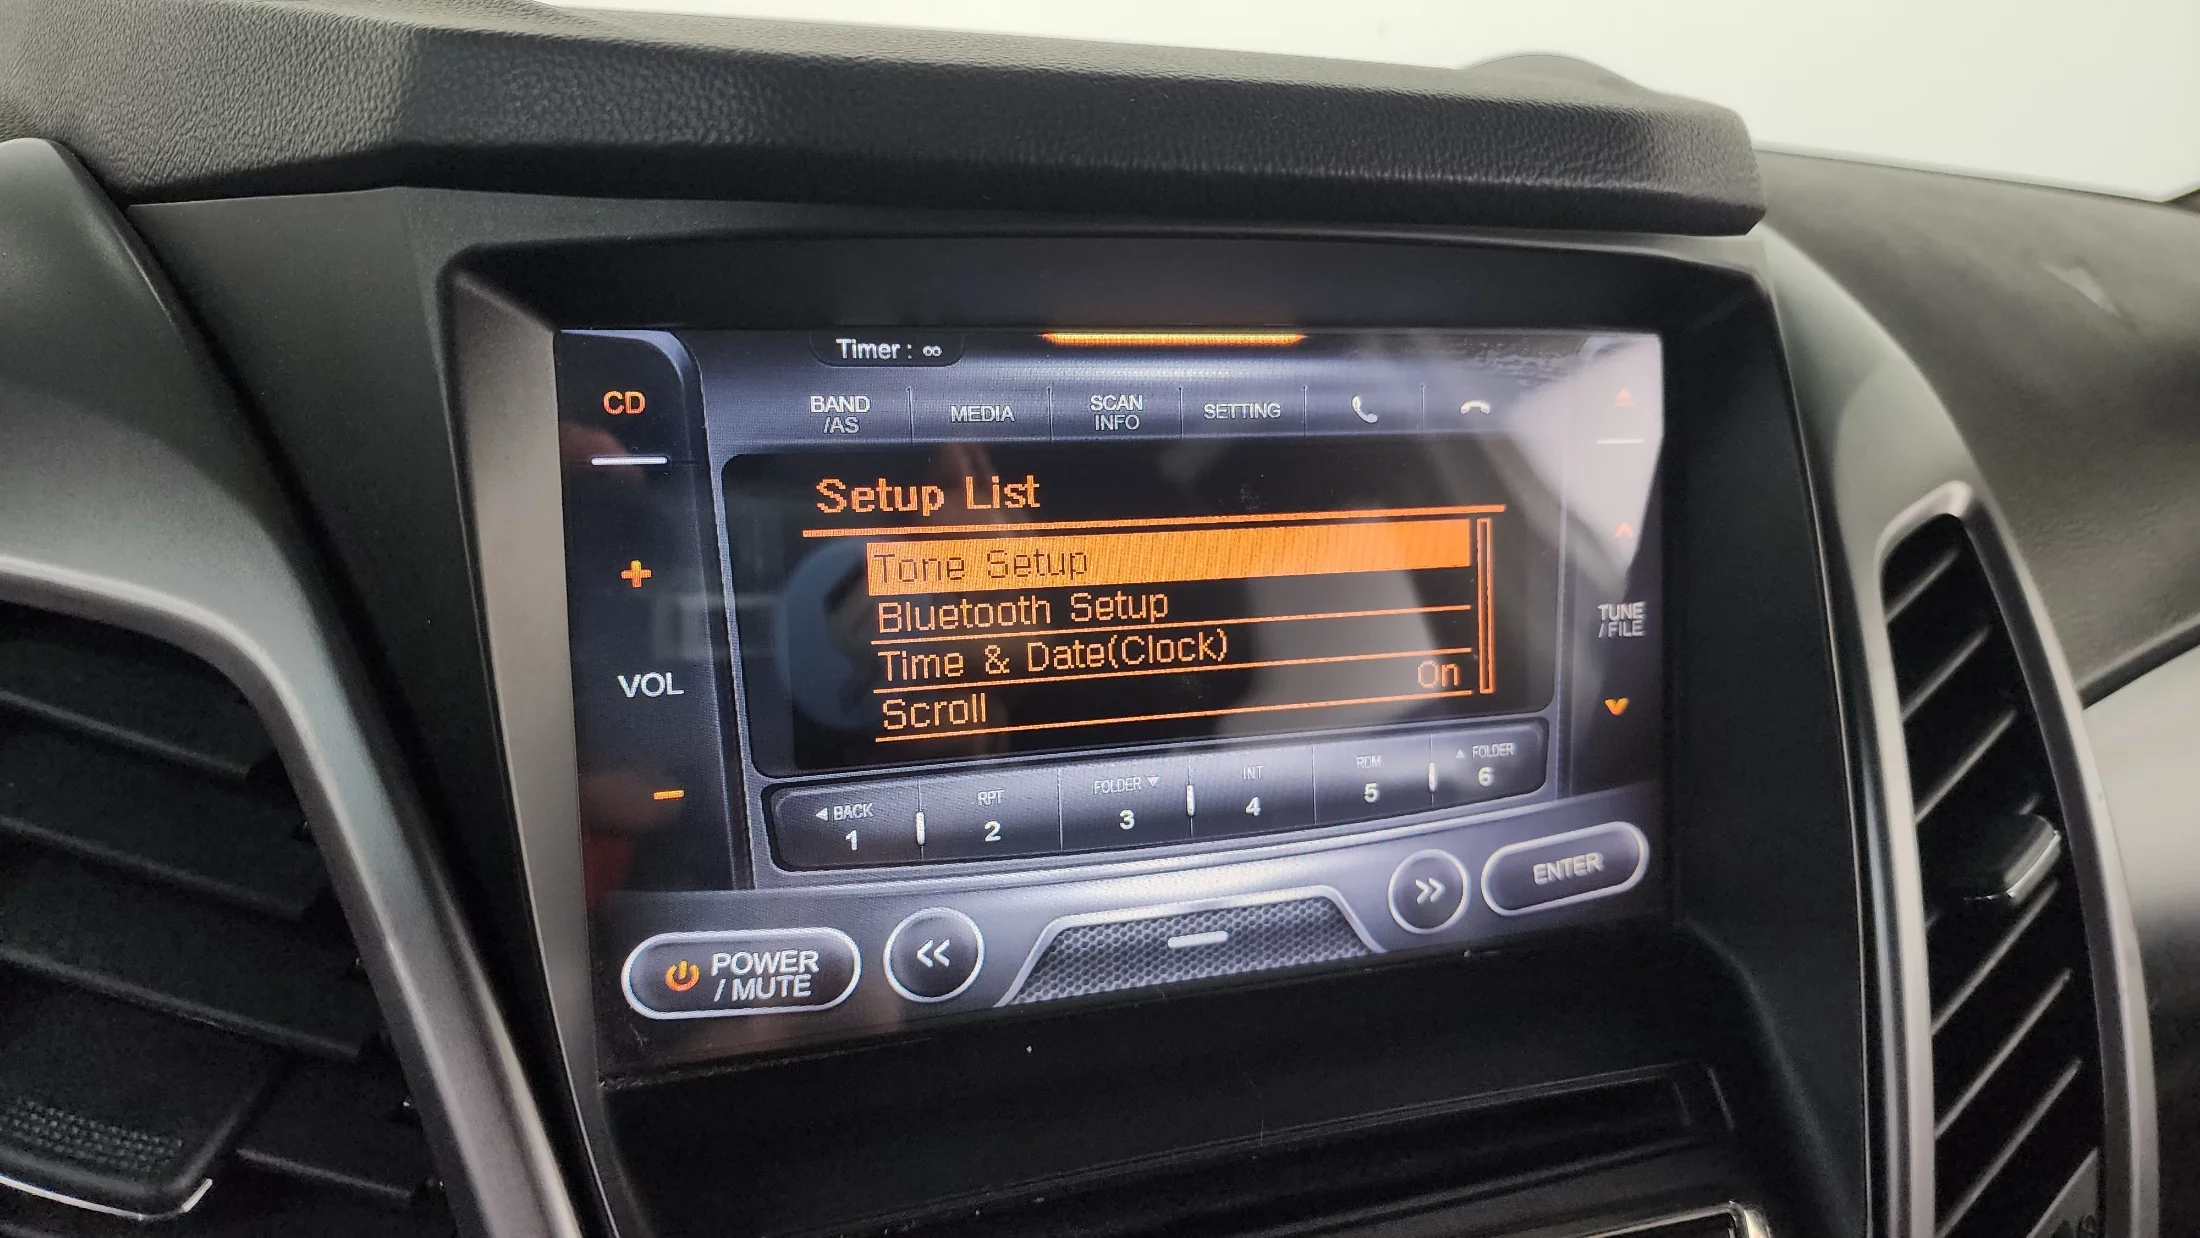 Timer : ∞
CD
BAND
/AS
MEDIA
SCAN
INFO
SETTING
Setup List
Tone Setup
Bluetooth Setup
Time & Date(Clock)
Scroll On
+
VOL
−
TUNE
/FILE
◀ BACK
1
RPT
2
FOLDER ▼
3
INT
4
RDM
5
▲ FOLDER
6
POWER
/ MUTE
<<
>>
ENTER